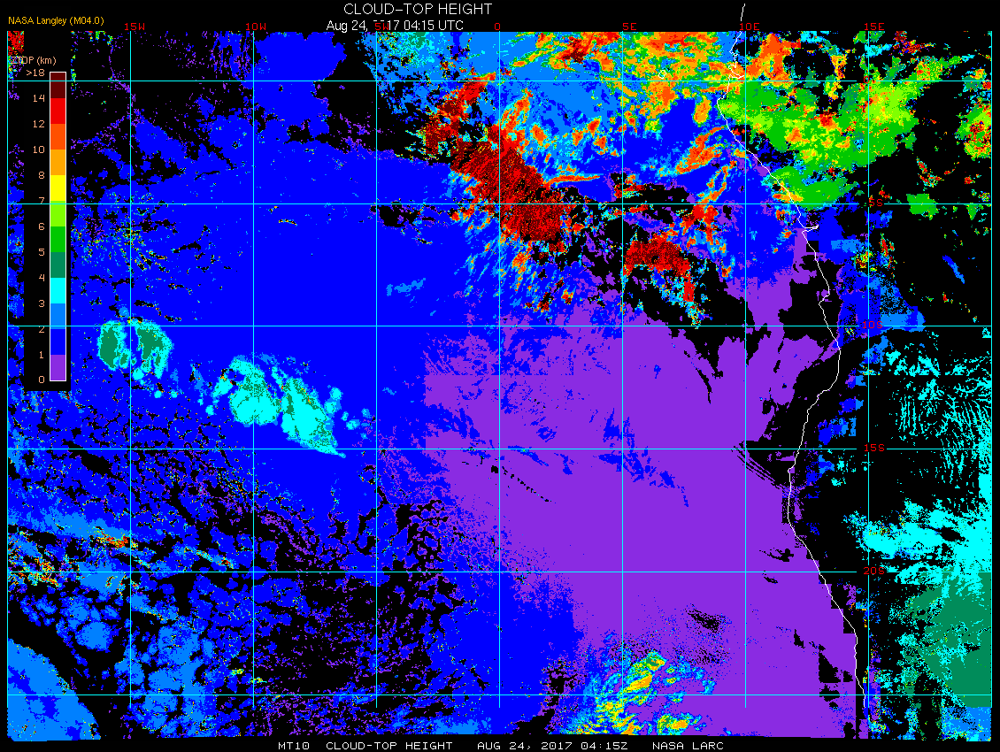 CLOUD-TOP HEIGHT
NASA Langley (M04.0)
Aug 24, 2017 04:15 UTC
15W 10W 5W 0 5E 10E 15E
ZTOP (km)
>18
14
12
10
8
7
6
5
4
3
2
1
0
5S
10S
15S
20S
MT10 CLOUD-TOP HEIGHT AUG 24, 2017 04:15Z NASA LARC